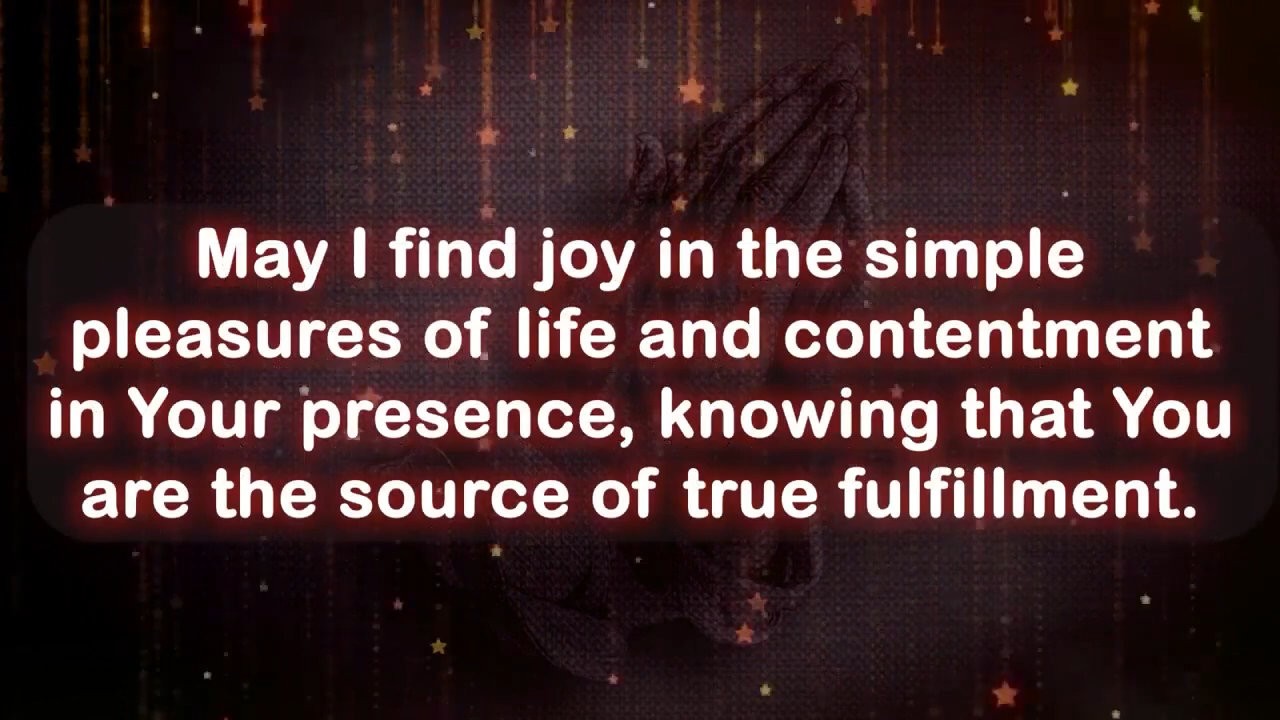 May I find joy in the simple
pleasures of life and contentment
in Your presence, knowing that You
are the source of true fulfillment.